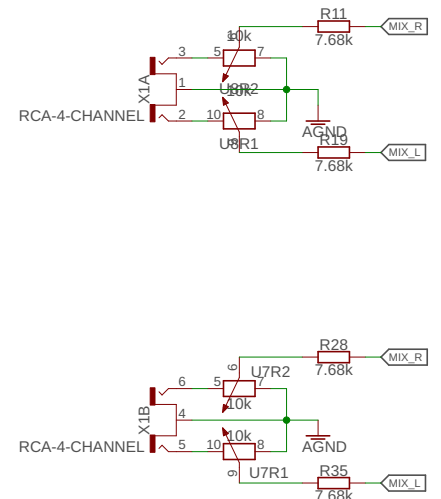 R11
7.68k
MIX_R
10k
3
5
7
U8R2
10k
X1A
1
RCA-4-CHANNEL
2
10
8
U8R1
AGND
R19
7.68k
MIX_L
R28
7.68k
MIX_R
6
U7R2
6
5
7
10k
X1B
4
10k
RCA-4-CHANNEL
5
10
8
AGND
9
U7R1
R35
7.68k
MIX_L